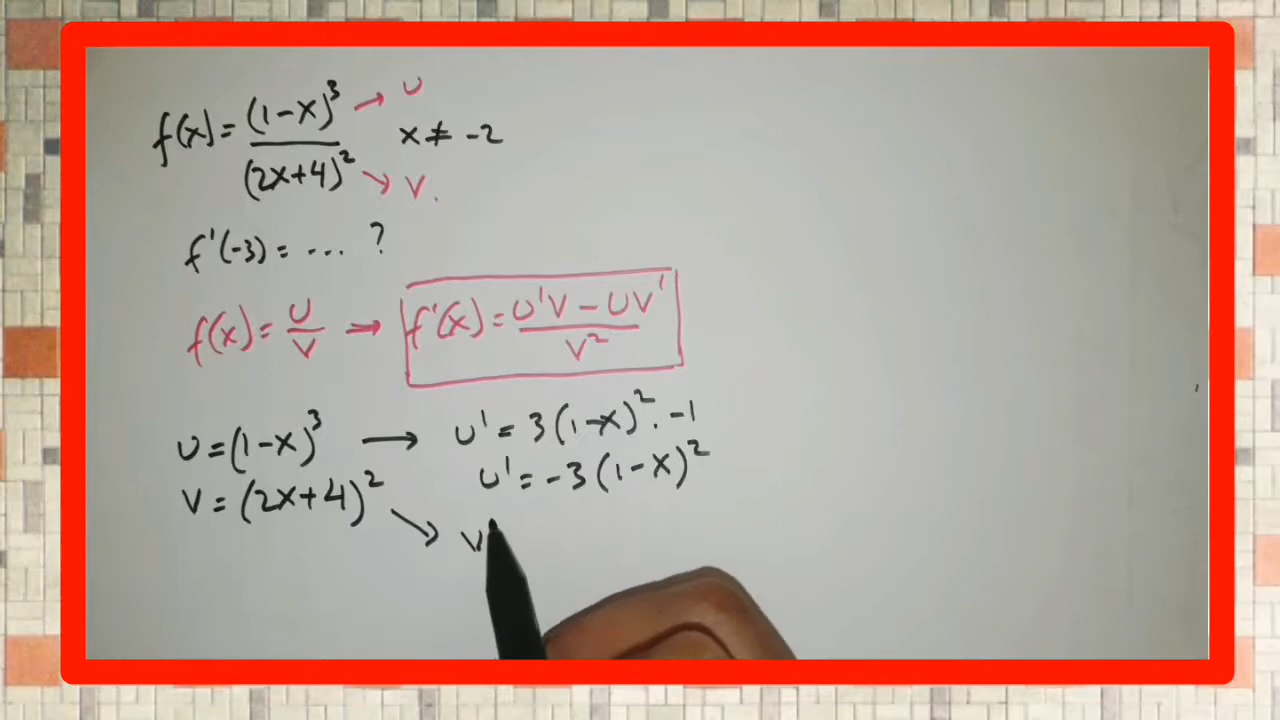 f(x) = (1-x)³/(2x+4)² → U → V. x ≠ -2
f'(-3) = ... ?
f(x) = U/V → f'(x) = U'V - UV'/V²
U = (1-x)³ → U' = 3(1-x)². -1
U' = -3(1-x)²
V = (2x+4)² → V